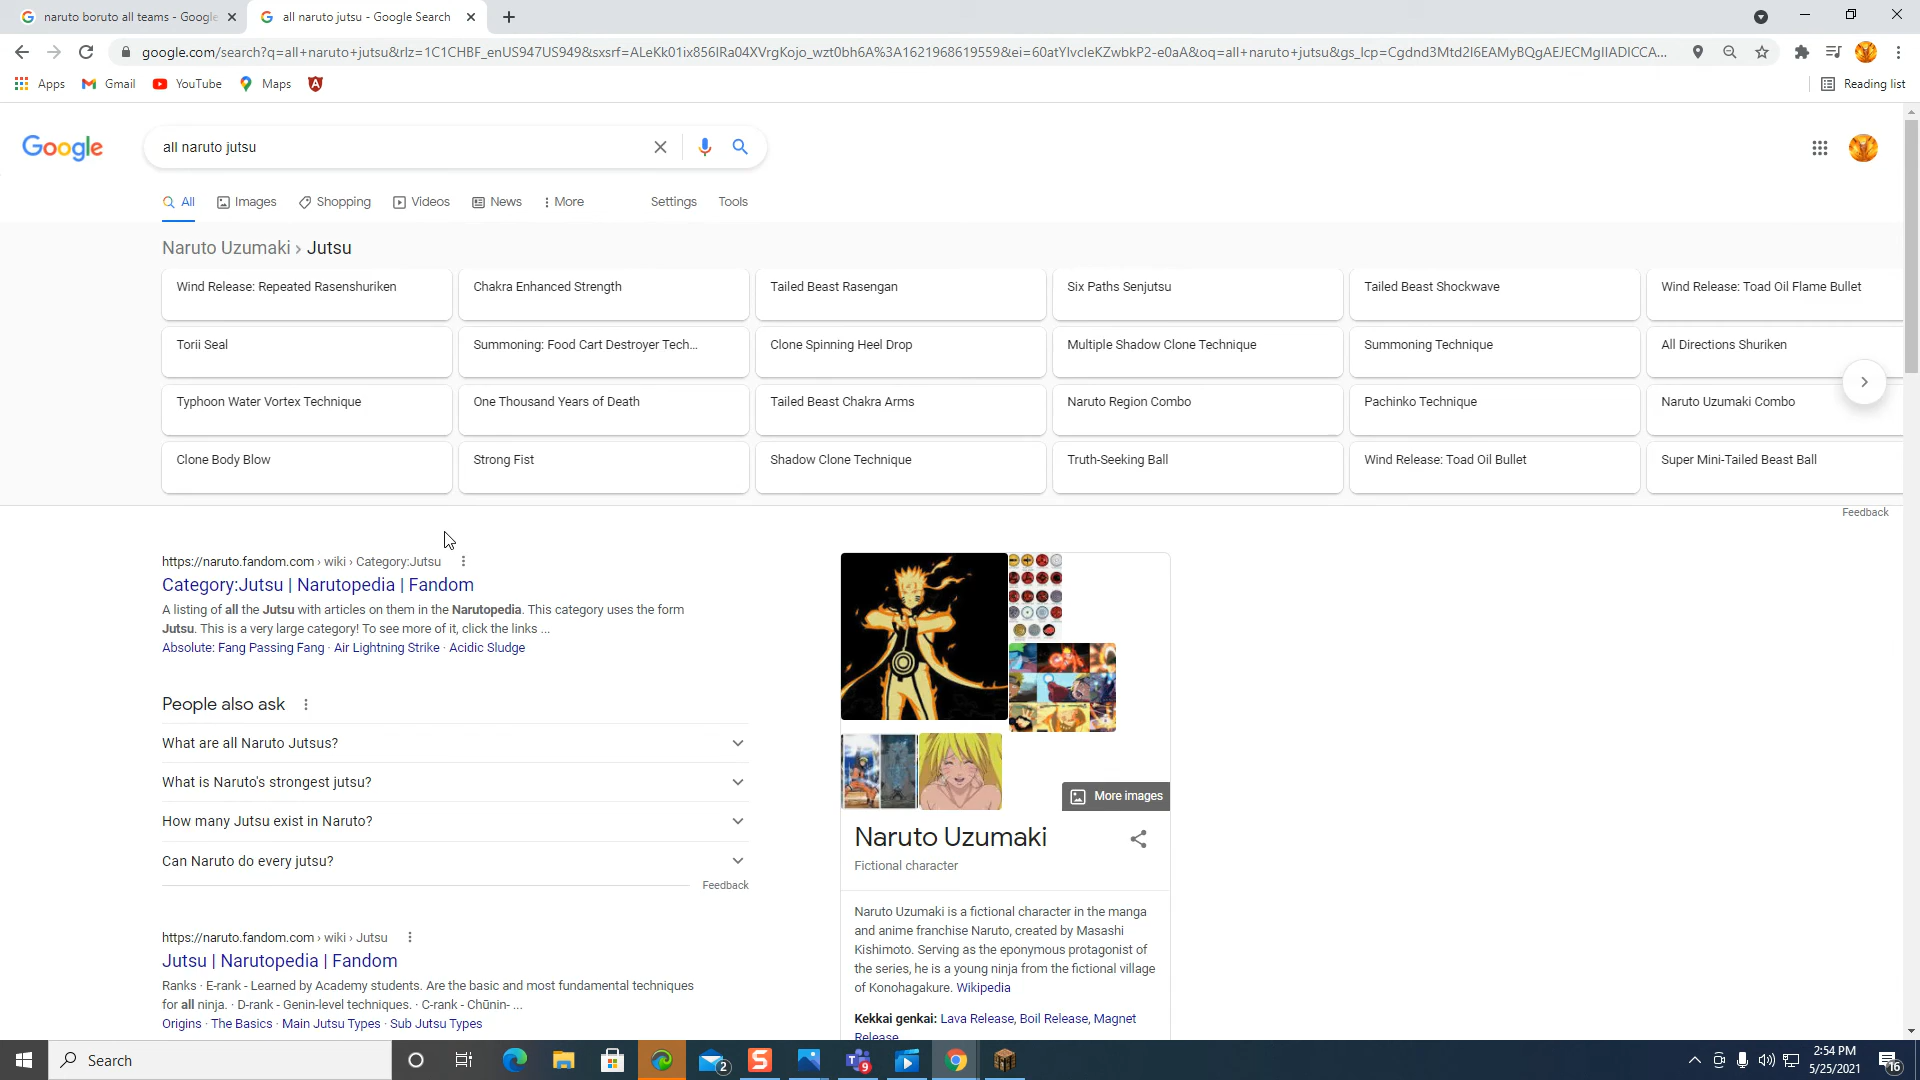 naruto boruto all teams - Google
all naruto jutsu - Google Search
google.com/search?q=all+naruto+jutsu&rlz=1C1CHBF_enUS947US949&sxsrf=ALeKk01ix856IRa04XVrgKojo_wzt0bh6A%3A1621968619559&ei=60atYIvcIeKZwbkP2-e0aA&oq=all+naruto+jutsu&gs_lcp=Cgdnd3Mtd2l6EAMyBQgAEJECMgIIADICCA...
Apps
Gmail
YouTube
Maps
Reading list
Google
all naruto jutsu
All
Images
Shopping
Videos
News
More
Settings
Tools
Naruto Uzumaki › Jutsu
Wind Release: Repeated Rasenshuriken
Chakra Enhanced Strength
Tailed Beast Rasengan
Six Paths Senjutsu
Tailed Beast Shockwave
Wind Release: Toad Oil Flame Bullet
Torii Seal
Summoning: Food Cart Destroyer Tech...
Clone Spinning Heel Drop
Multiple Shadow Clone Technique
Summoning Technique
All Directions Shuriken
Typhoon Water Vortex Technique
One Thousand Years of Death
Tailed Beast Chakra Arms
Naruto Region Combo
Pachinko Technique
Naruto Uzumaki Combo
Clone Body Blow
Strong Fist
Shadow Clone Technique
Truth-Seeking Ball
Wind Release: Toad Oil Bullet
Super Mini-Tailed Beast Ball
Feedback
https://naruto.fandom.com › wiki › Category:Jutsu
Category:Jutsu | Narutopedia | Fandom
A listing of all the Jutsu with articles on them in the Narutopedia. This category uses the form
Jutsu. This is a very large category! To see more of it, click the links ...
Absolute: Fang Passing Fang · Air Lightning Strike · Acidic Sludge
People also ask
What are all Naruto Jutsus?
What is Naruto's strongest jutsu?
How many Jutsu exist in Naruto?
Can Naruto do every jutsu?
Feedback
https://naruto.fandom.com › wiki › Jutsu
Jutsu | Narutopedia | Fandom
Ranks · E-rank - Learned by Academy students. Are the basic and most fundamental techniques
for all ninja. · D-rank - Genin-level techniques. · C-rank - Chūnin- ...
Origins · The Basics · Main Jutsu Types · Sub Jutsu Types
More images
Naruto Uzumaki
Fictional character
Naruto Uzumaki is a fictional character in the manga
and anime franchise Naruto, created by Masashi
Kishimoto. Serving as the eponymous protagonist of
the series, he is a young ninja from the fictional village
of Konohagakure. Wikipedia
Kekkai genkai: Lava Release, Boil Release, Magnet
Release
Search
2
9
2:54 PM
5/25/2021
16